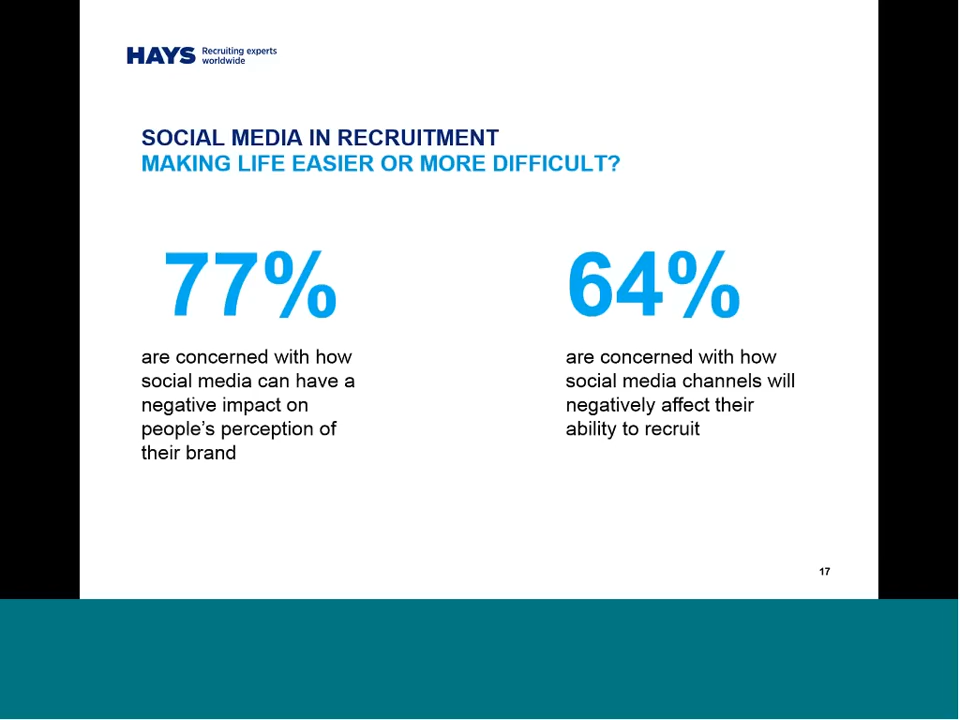 HAYS Recruiting experts
worldwide
SOCIAL MEDIA IN RECRUITMENT
MAKING LIFE EASIER OR MORE DIFFICULT?
77%
are concerned with how
social media can have a
negative impact on
people’s perception of
their brand
64%
are concerned with how
social media channels will
negatively affect their
ability to recruit
17